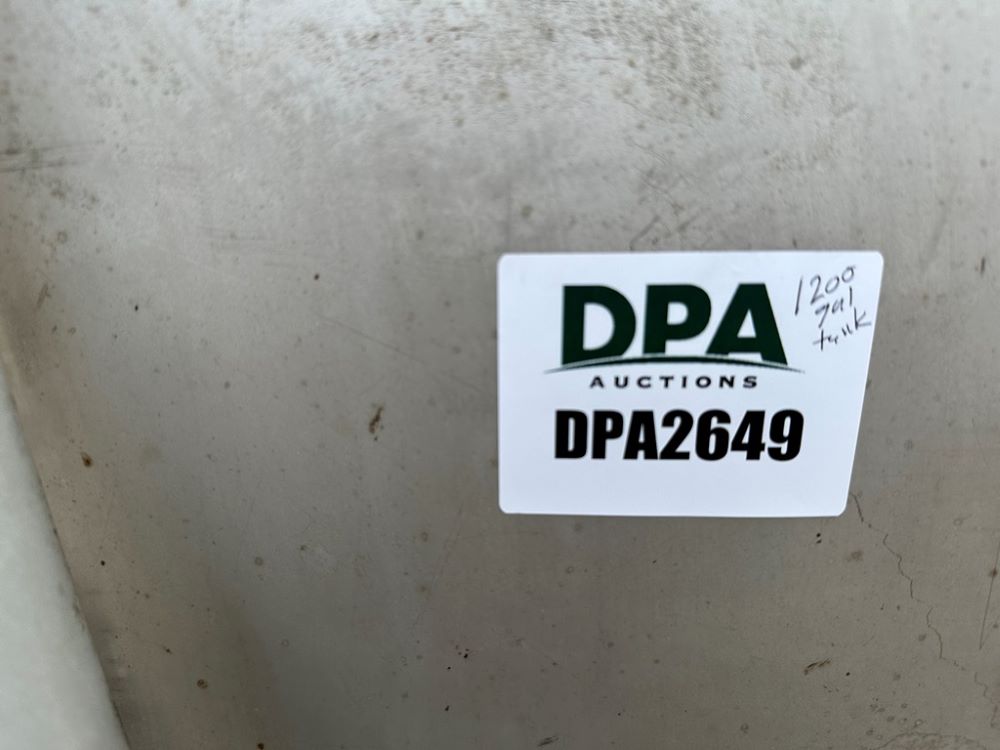 DPA
AUCTIONS
DPA2649
1200
gal
tank